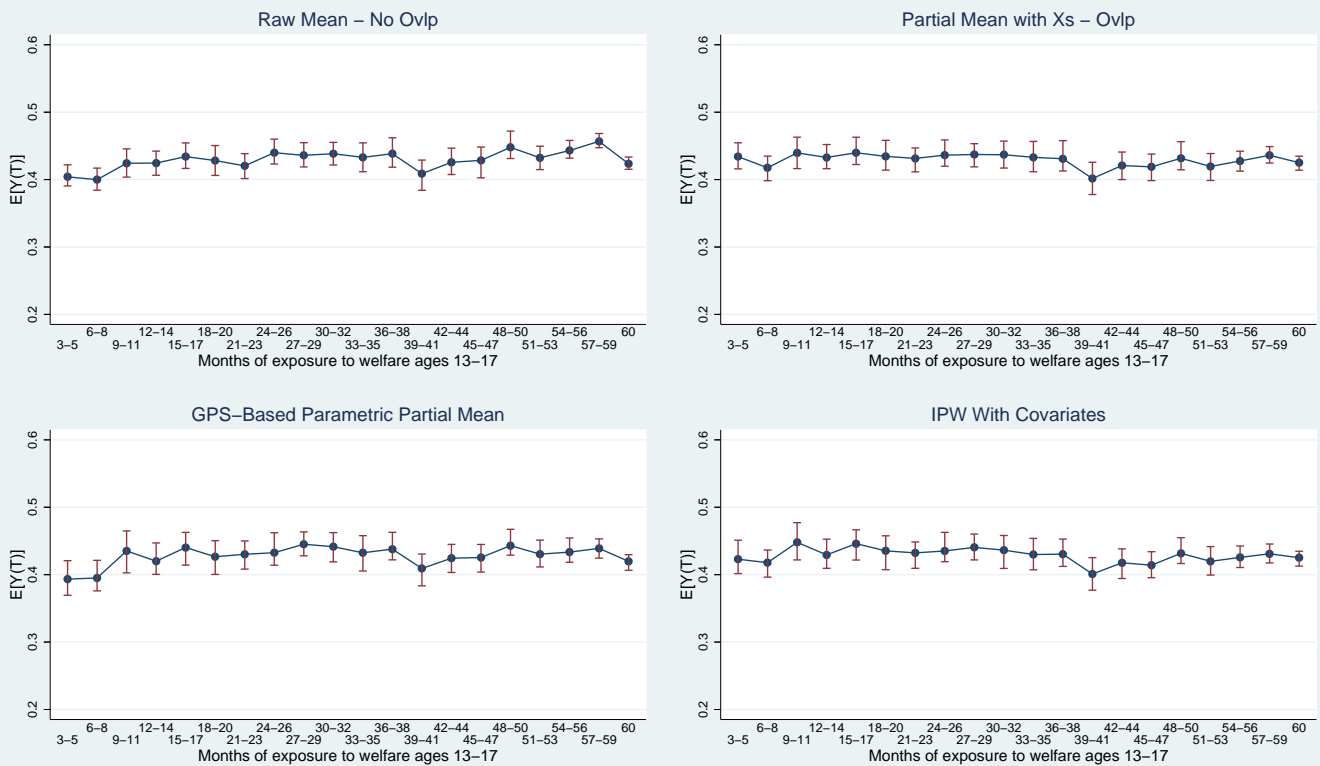 Raw Mean – No Ovlp
E[Y(T)]
0.6
0.5
0.4
0.3
0.2
6–8 12–14 18–20 24–26 30–32 36–38 42–44 48–50 54–56 60
3–5 9–11 15–17 21–23 27–29 33–35 39–41 45–47 51–53 57–59
Months of exposure to welfare ages 13–17
Partial Mean with Xs – Ovlp
E[Y(T)]
0.6
0.5
0.4
0.3
0.2
6–8 12–14 18–20 24–26 30–32 36–38 42–44 48–50 54–56 60
3–5 9–11 15–17 21–23 27–29 33–35 39–41 45–47 51–53 57–59
Months of exposure to welfare ages 13–17
GPS–Based Parametric Partial Mean
E[Y(T)]
0.6
0.5
0.4
0.3
0.2
6–8 12–14 18–20 24–26 30–32 36–38 42–44 48–50 54–56 60
3–5 9–11 15–17 21–23 27–29 33–35 39–41 45–47 51–53 57–59
Months of exposure to welfare ages 13–17
IPW With Covariates
E[Y(T)]
0.6
0.5
0.4
0.3
0.2
6–8 12–14 18–20 24–26 30–32 36–38 42–44 48–50 54–56 60
3–5 9–11 15–17 21–23 27–29 33–35 39–41 45–47 51–53 57–59
Months of exposure to welfare ages 13–17